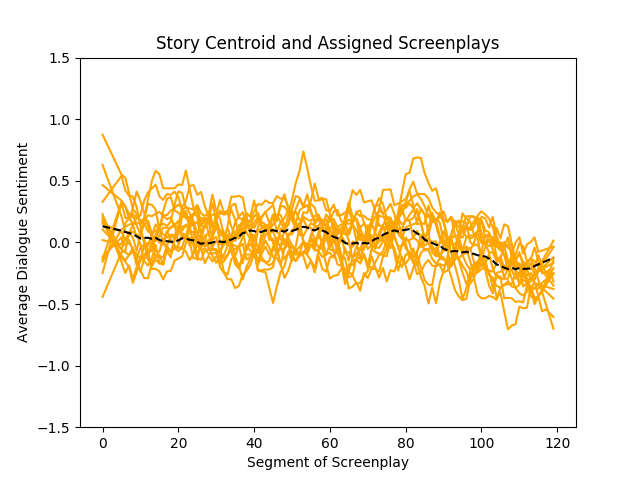 Story Centroid and Assigned Screenplays
1.5
1.0
0.5
0.0
−0.5
−1.0
−1.5
Average Dialogue Sentiment
0 20 40 60 80 100 120
Segment of Screenplay